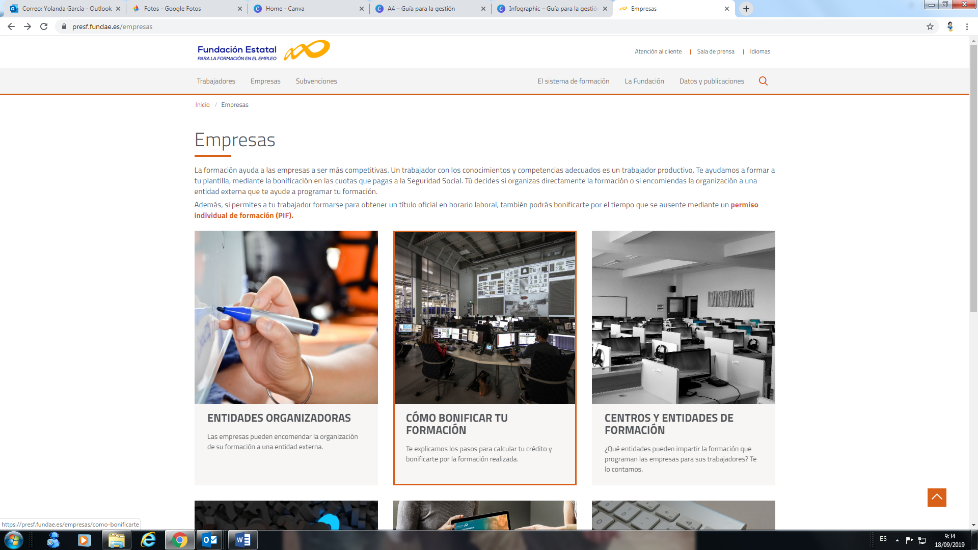 Correo: Yolanda García - Outlook
Fotos - Google Fotos
Home - Canva
A4 – Guía para la gestión
Infographic – Guía para la gestión
Empresas
presf.fundae.es/empresas
Fundación Estatal
PARA LA FORMACIÓN EN EL EMPLEO
Atención al cliente | Sala de prensa | Idiomas
Trabajadores Empresas Subvenciones El sistema de formación La Fundación Datos y publicaciones
Inicio / Empresas
Empresas
La formación ayuda a las empresas a ser más competitivas. Un trabajador con los conocimientos y competencias adecuados es un trabajador productivo. Te ayudamos a formar a
tu plantilla, mediante la bonificación en las cuotas que pagas a la Seguridad Social. Tú decides si organizas directamente la formación o si encomiendas la organización a una
entidad externa que te ayude a programar tu formación.
Además, si permites a tu trabajador formarse para obtener un título oficial en horario laboral, también podrás bonificarte por el tiempo que se ausente mediante un permiso
individual de formación (PIF).
ENTIDADES ORGANIZADORAS
Las empresas pueden encomendar la organización
de su formación a una entidad externa.
CÓMO BONIFICAR TU
FORMACIÓN
Te explicamos los pasos para calcular tu crédito y
bonificarte por la formación realizada.
CENTROS Y ENTIDADES DE
FORMACIÓN
¿Qué entidades pueden impartir la formación que
programan las empresas para sus trabajadores? Te
lo contamos.
https://presf.fundae.es/empresas/como-bonificarte
ES
9:14
18/09/2019